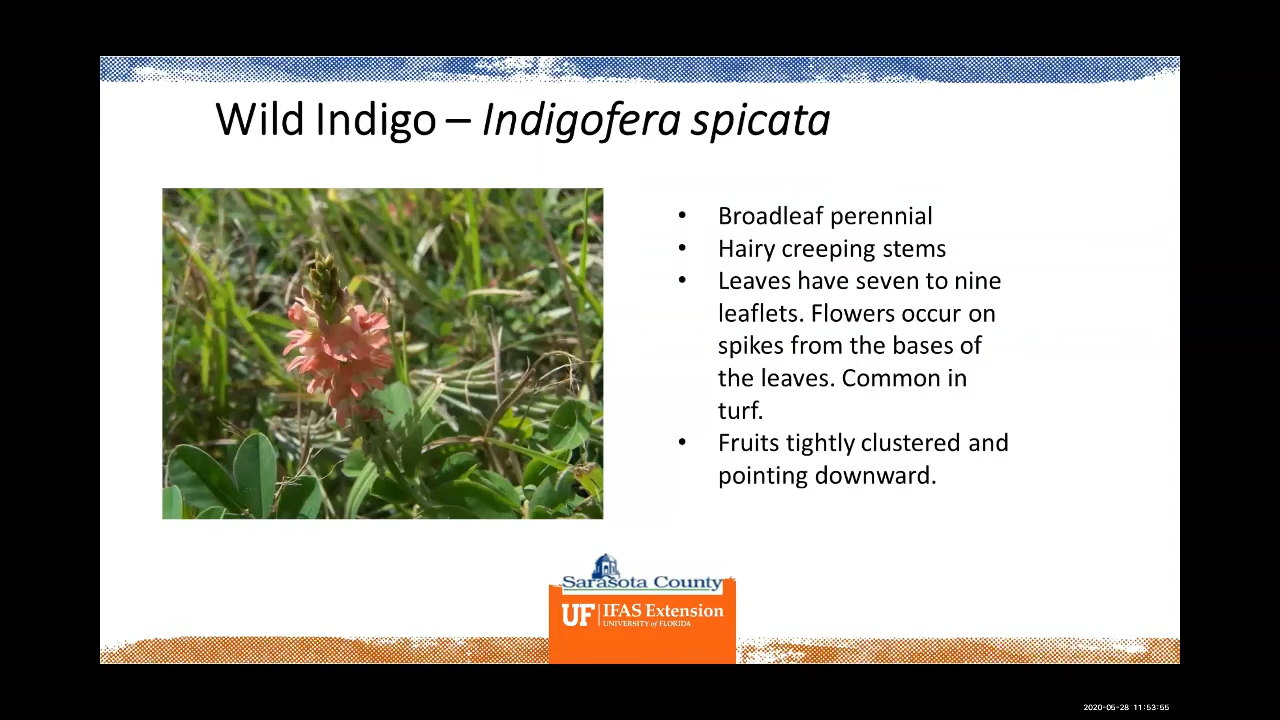 Wild Indigo – Indigofera spicata
• Broadleaf perennial
• Hairy creeping stems
• Leaves have seven to nine
leaflets. Flowers occur on
spikes from the bases of
the leaves. Common in
turf.
• Fruits tightly clustered and
pointing downward.
Sarasota County
UF IFAS Extension
UNIVERSITY of FLORIDA
2020-05-28 11:53:55